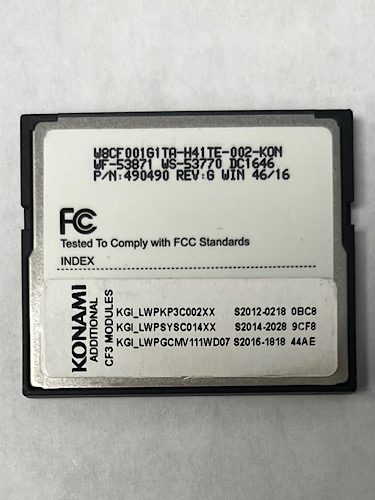 W8CF001G1TA-H41TE-002-KON
WF-53871 WS-53770 DC1646
P/N:490490 REV:G WIN 46/16
FC
Tested To Comply with FCC Standards
INDEX
KONAMI
ADDITIONAL
CF3 MODULES
KGI_LWPKP3C002XX S2012-0218 0BC8
KGI_LWPSYSC014XX S2014-2028 9CF8
KGI_LWPGCMV111WD07 S2016-1818 44AE